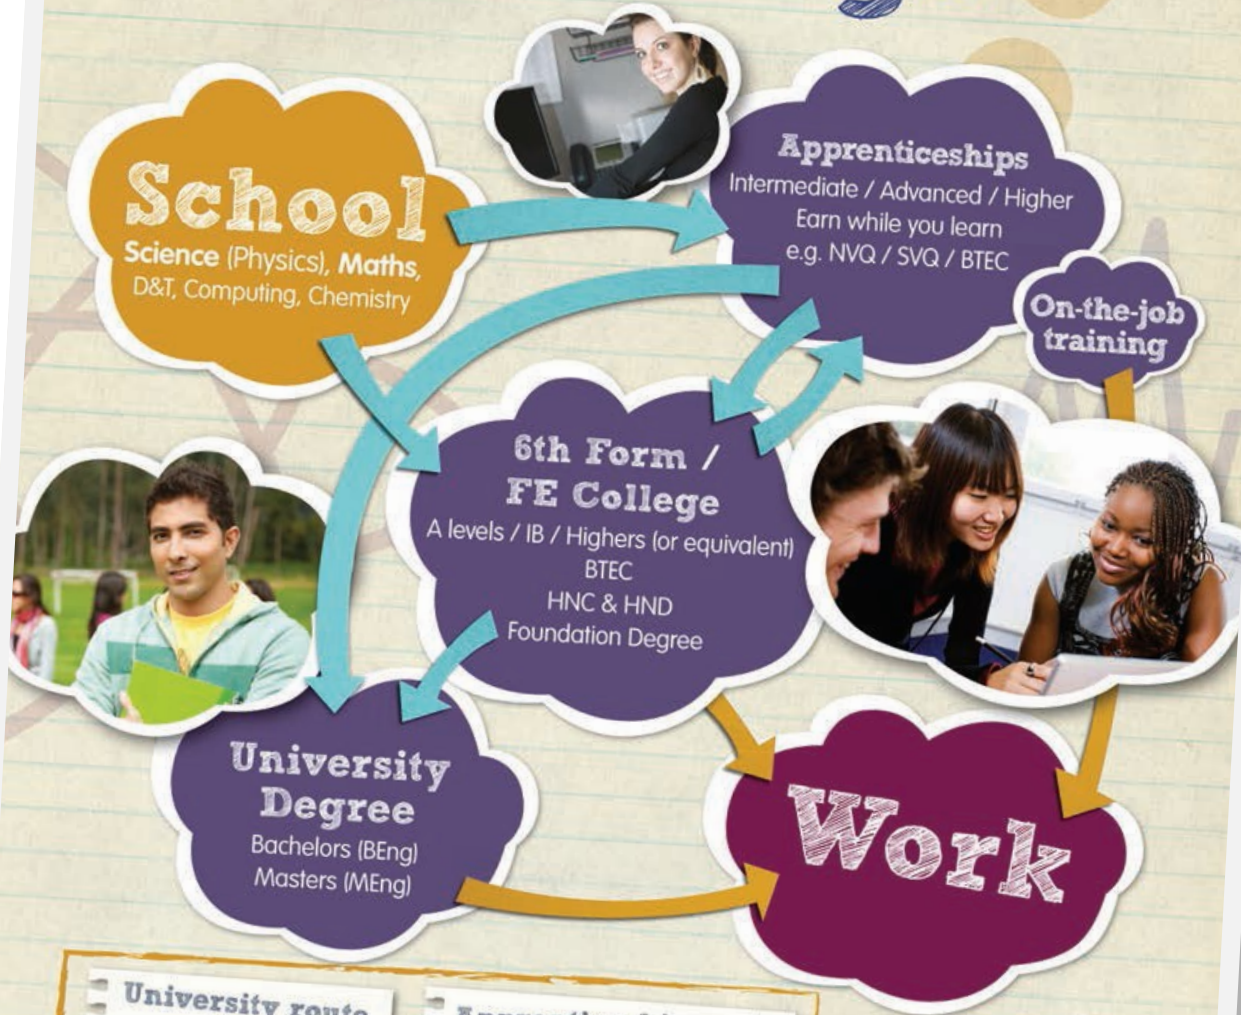 School
Science (Physics), Maths,
D&T, Computing, Chemistry
Apprenticeships
Intermediate / Advanced / Higher
Earn while you learn
e.g. NVQ / SVQ / BTEC
On-the-job
training
6th Form /
FE College
A levels / IB / Highers (or equivalent)
BTEC
HNC & HND
Foundation Degree
University
Degree
Bachelors (BEng)
Masters (MEng)
Work
University route